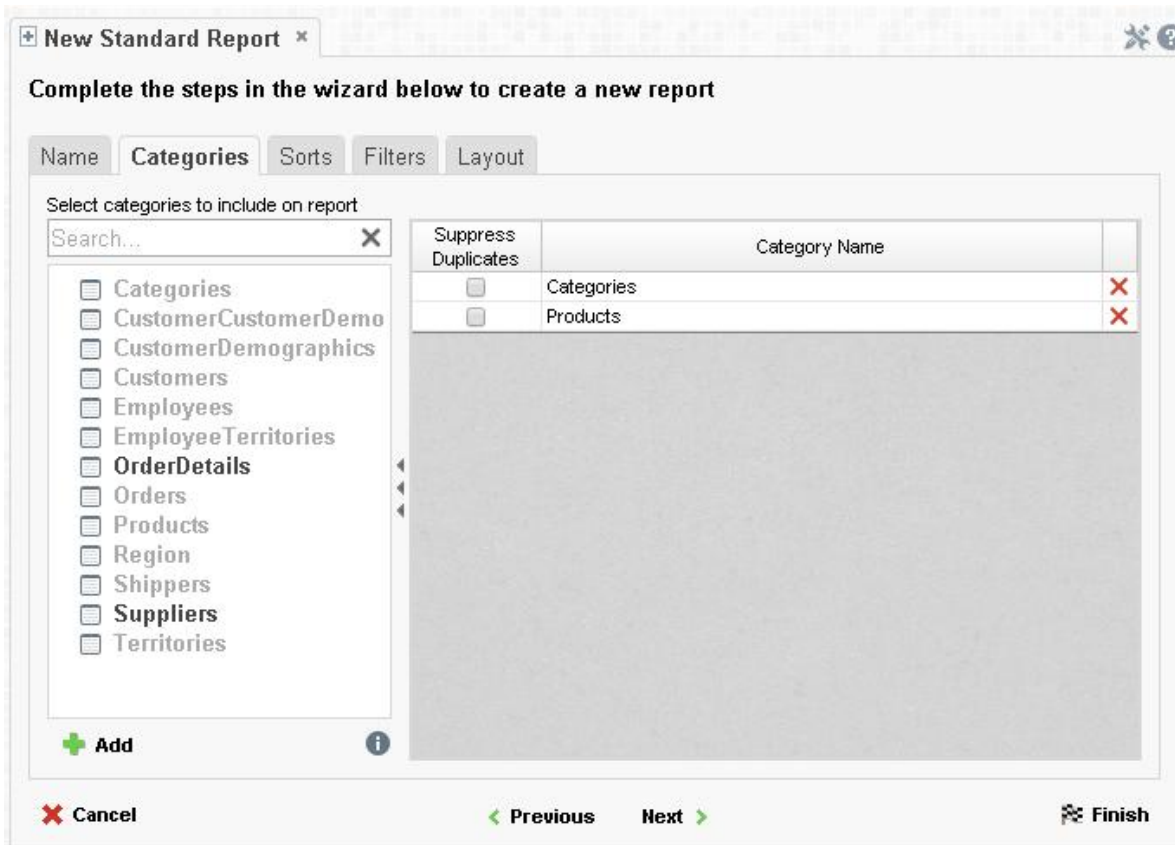 New Standard Report
Complete the steps in the wizard below to create a new report
Name Categories Sorts Filters Layout
Select categories to include on report
Search...
Categories
CustomerCustomerDemo
CustomerDemographics
Customers
Employees
EmployeeTerritories
OrderDetails
Orders
Products
Region
Shippers
Suppliers
Territories
Add
Suppress
Duplicates
Category Name
Categories
Products
Cancel
Previous
Next
Finish